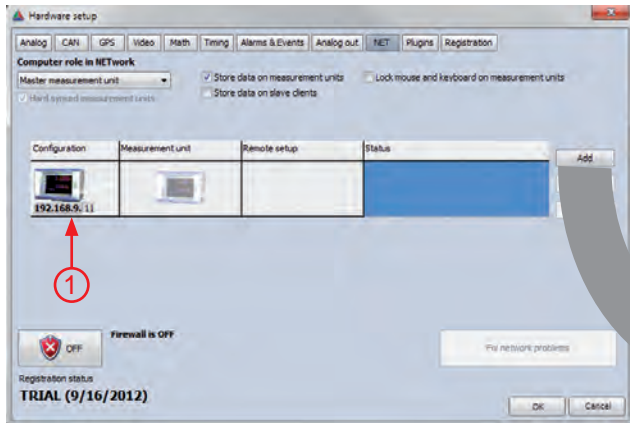 Hardware setup
Analog CAN GPS Video Math Timing Alarms & Events Analog out NET Plugins Registration
Computer role in NETwork
Master measurement unit
Store data on measurement units
Lock mouse and keyboard on measurement units
Hard synced measurement units
Store data on slave clients
Configuration Measurement unit Remote setup Status
Add
192.168.9.11
1
OFF
Firewall is OFF
Fix network problems
Registration status
TRIAL (9/16/2012)
OK Cancel